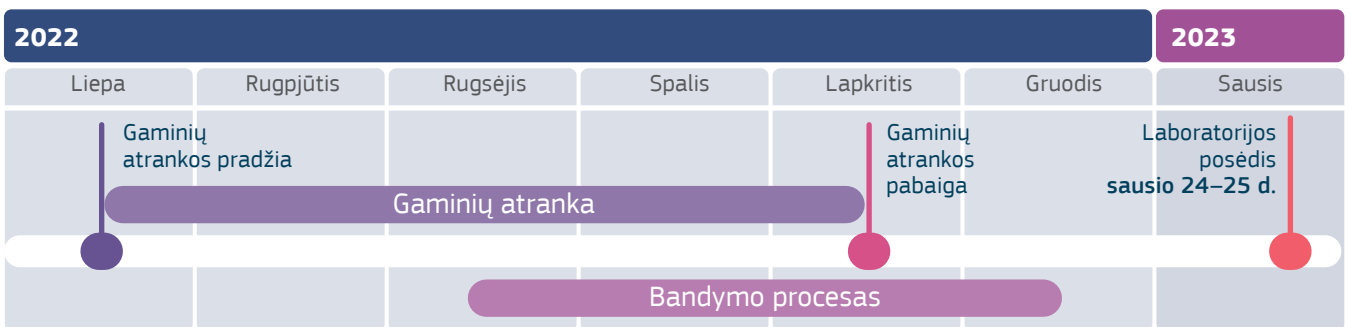 2022
2023
Liepa
Rugpjūtis
Rugsėjis
Spalis
Lapkritis
Gruodis
Sausis
Gaminių
atrankos pradžia
Gaminių
atrankos
pabaiga
Laboratorijos
posėdis
sausio 24–25 d.
Gaminių atranka
Bandymo procesas